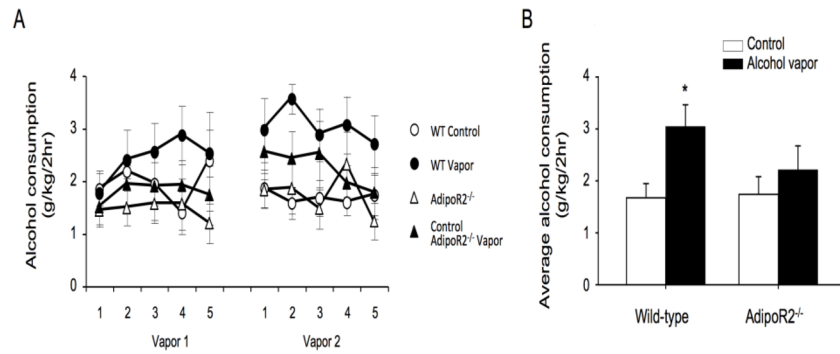 A
Alcohol consumption
(g/kg/2hr)
4
3
2
1
0
1 2 3 4 5 1 2 3 4 5
Vapor 1 Vapor 2
WT Control
WT Vapor
AdipoR2-/-
Control
AdipoR2-/- Vapor
B
Control
Alcohol vapor
Average alcohol consumption
(g/kg/2hr)
4
3
2
1
0
*
Wild-type AdipoR2-/-